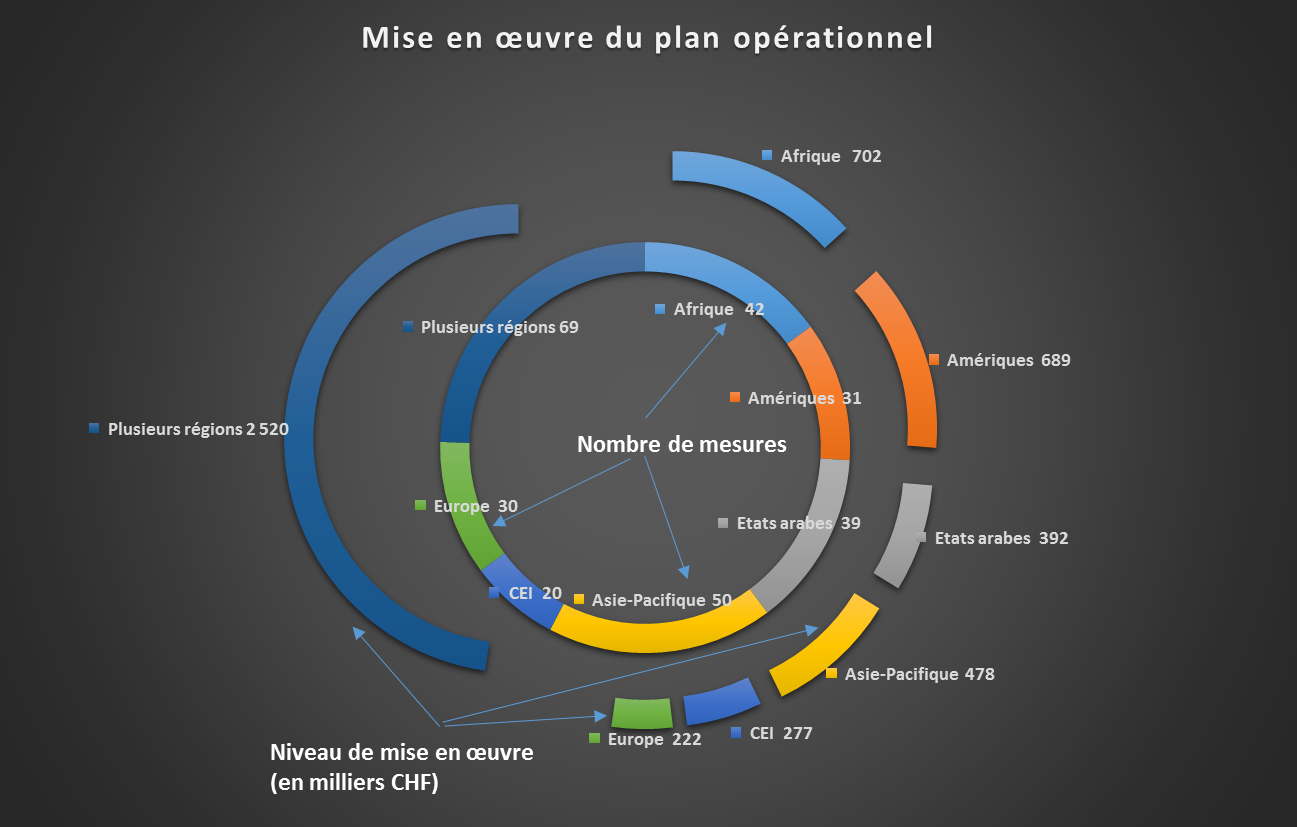 Mise en œuvre du plan opérationnel
Afrique 702
Afrique 42
Plusieurs régions 69
Amériques 689
Amériques 31
Plusieurs régions 2 520
Nombre de mesures
Europe 30
Etats arabes 39
Etats arabes 392
CEI 20
Asie-Pacifique 50
Asie-Pacifique 478
CEI 277
Europe 222
Niveau de mise en œuvre
(en milliers CHF)